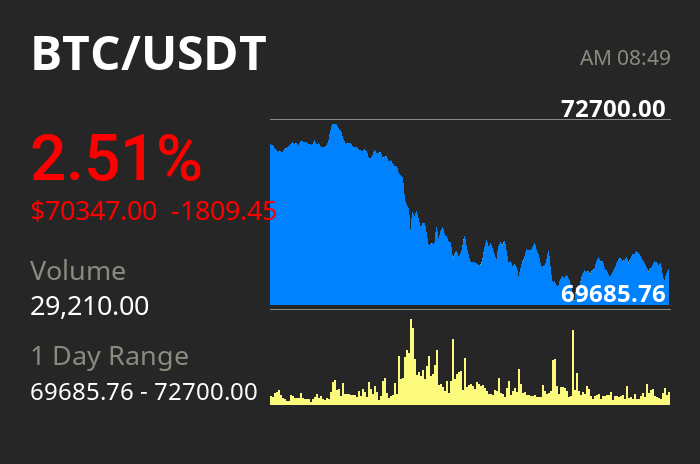 BTC/USDT
AM 08:49
72700.00
2.51%
$70347.00 -1809.45
Volume
29,210.00
69685.76
1 Day Range
69685.76 - 72700.00